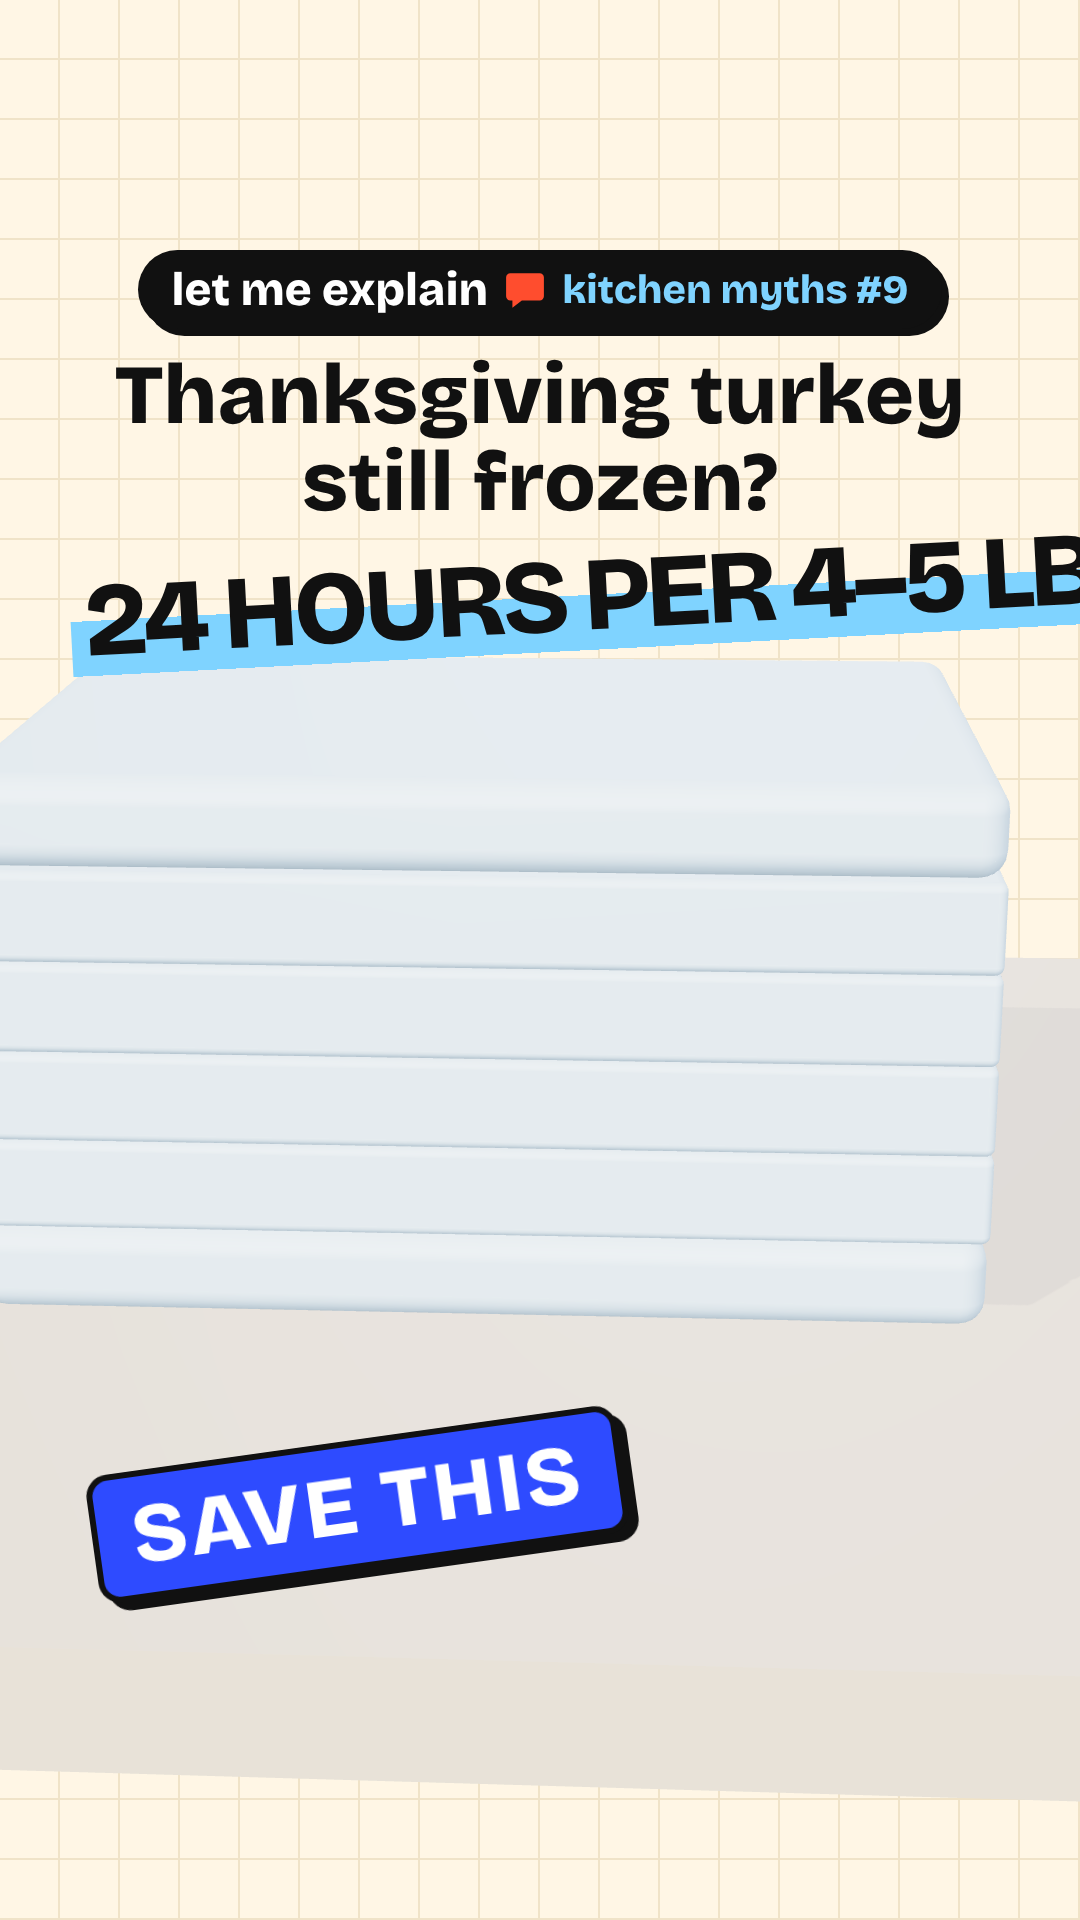 let me explain kitchen myths #9
Thanksgiving turkey
still frozen?
24 HOURS PER 4–5 LB
SAVE THIS